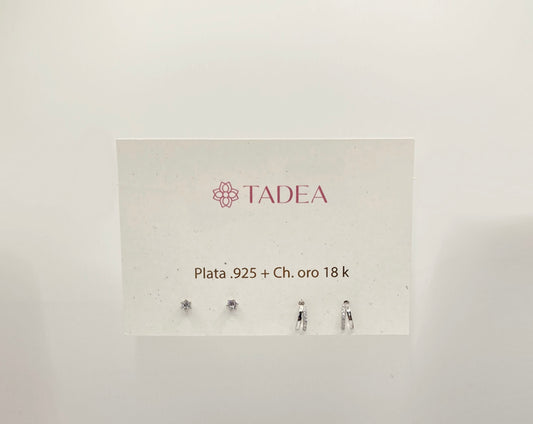 TADEA
Plata .925 + Ch. oro 18 k